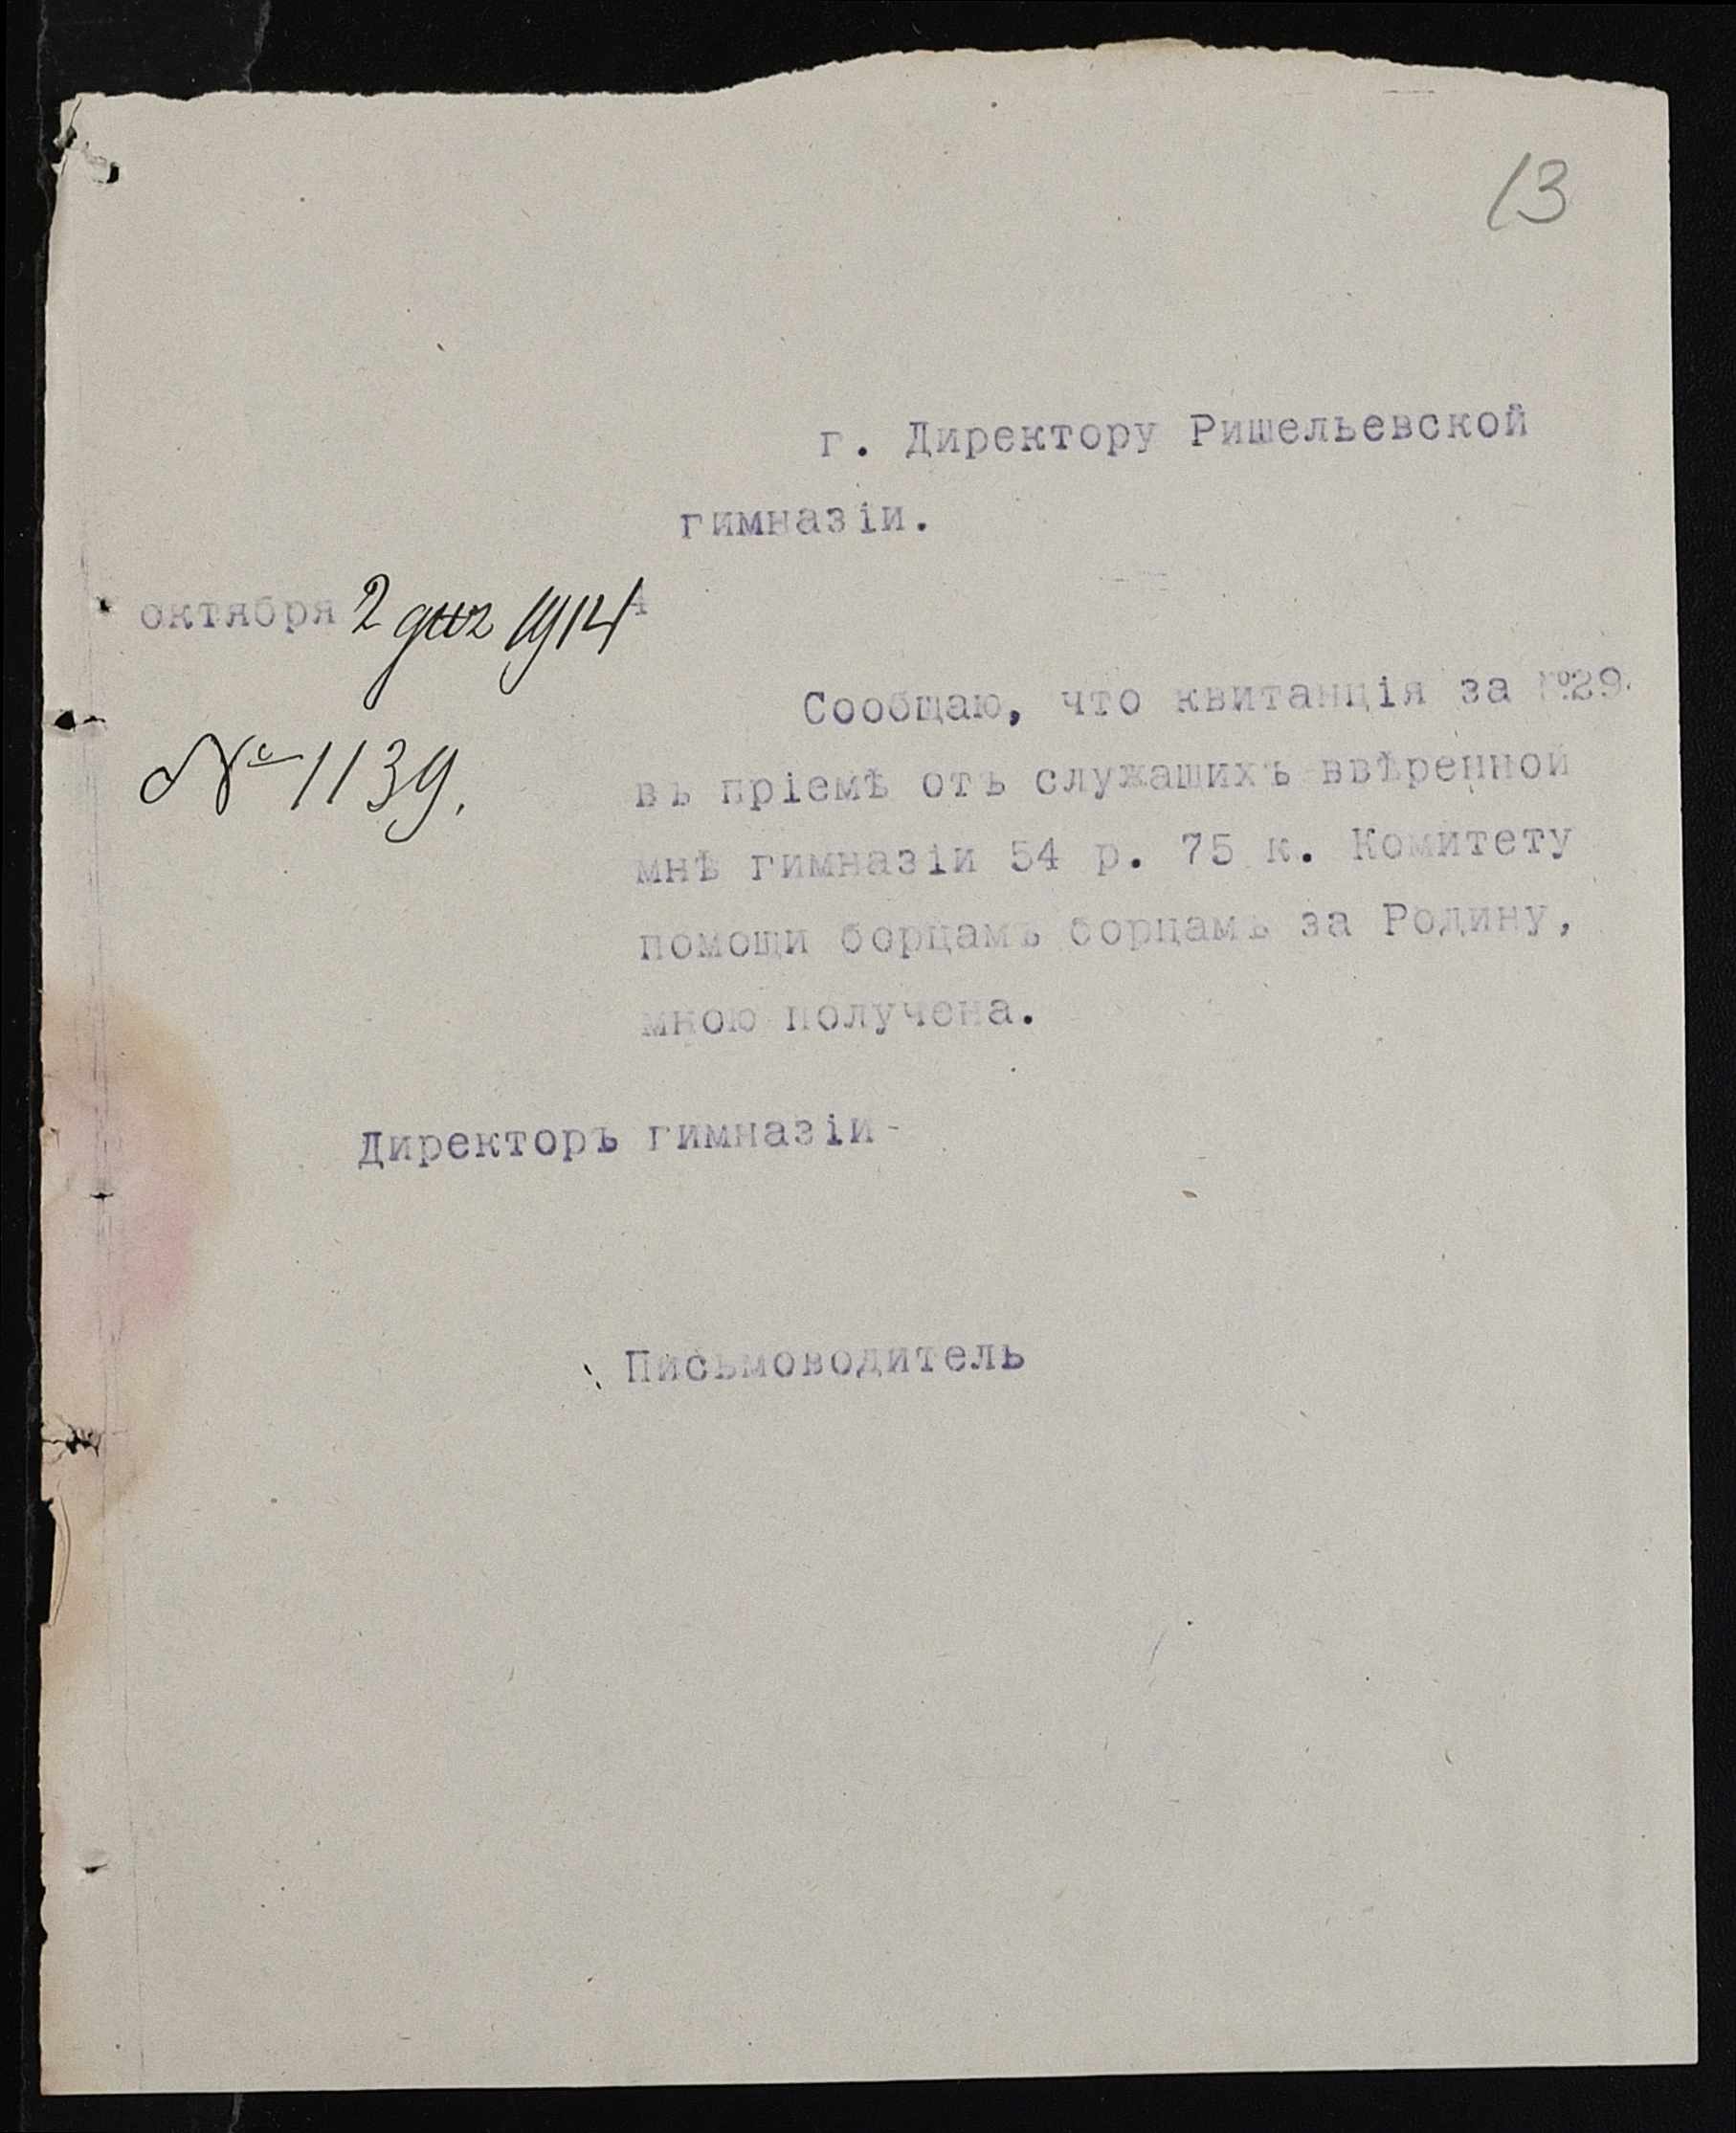 13
г. Директору Ришельевской
гимназіи.
октября 2 дня 1914
№ 1139.
Сообщаю, что квитанція за №29
въ пріемѣ отъ служащихъ ввѣренной
мнѣ гимназіи 54 р. 75 к. Комитету
помощи борцамъ борцамъ за Родину,
мною получена.
Директоръ гимназіи-
Письмоводитель